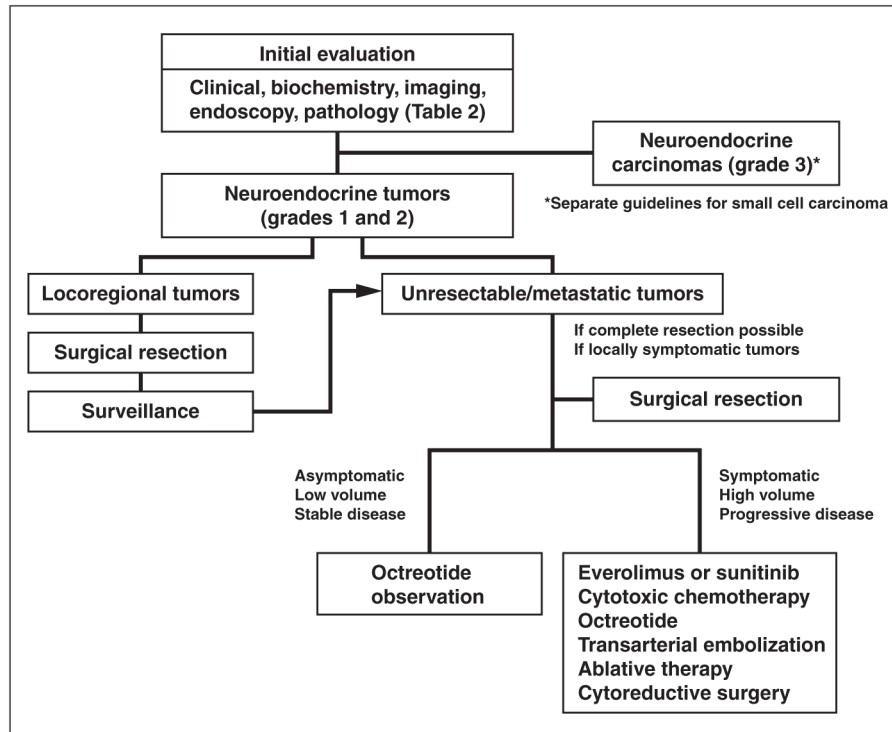 Initial evaluation
Clinical, biochemistry, imaging,
endoscopy, pathology (Table 2)
Neuroendocrine
carcinomas (grade 3)*
*Separate guidelines for small cell carcinoma
Neuroendocrine tumors
(grades 1 and 2)
Locoregional tumors
Unresectable/metastatic tumors
If complete resection possible
If locally symptomatic tumors
Surgical resection
Surveillance
Surgical resection
Asymptomatic
Low volume
Stable disease
Symptomatic
High volume
Progressive disease
Octreotide
observation
Everolimus or sunitinib
Cytotoxic chemotherapy
Octreotide
Transarterial embolization
Ablative therapy
Cytoreductive surgery